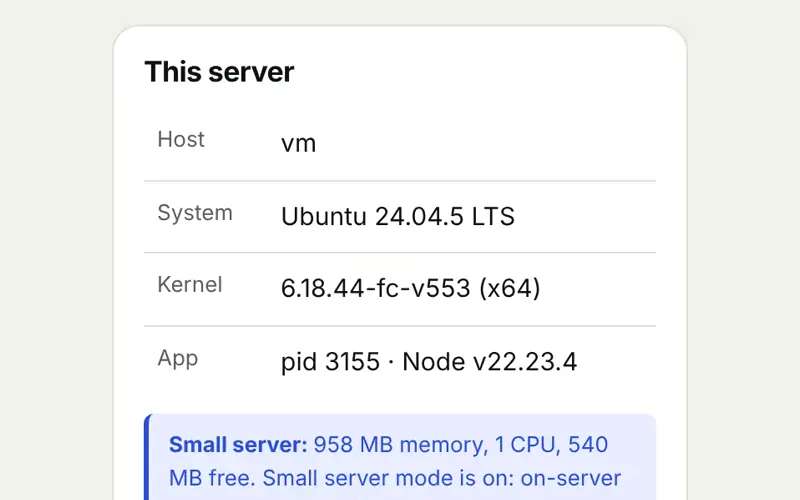 This server
Host vm
System Ubuntu 24.04.5 LTS
Kernel 6.18.44-fc-v553 (x64)
App pid 3155 · Node v22.23.4
Small server: 958 MB memory, 1 CPU, 540
MB free. Small server mode is on: on-server